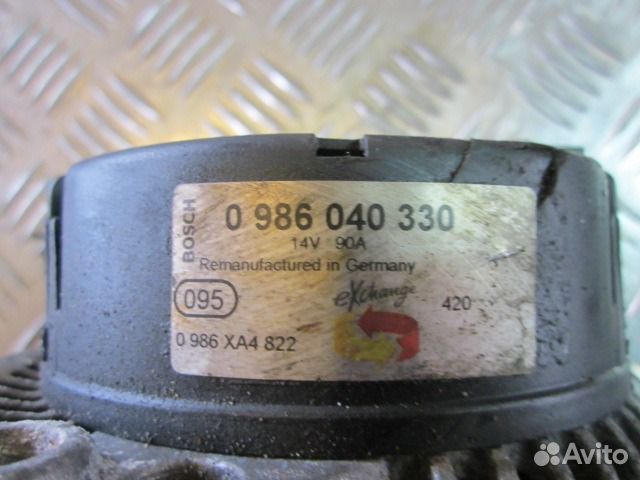 BOSCH
0 986 040 330
14V 90A
Remanufactured in Germany
095
eXchange
420
0 986 XA4 822
Avito